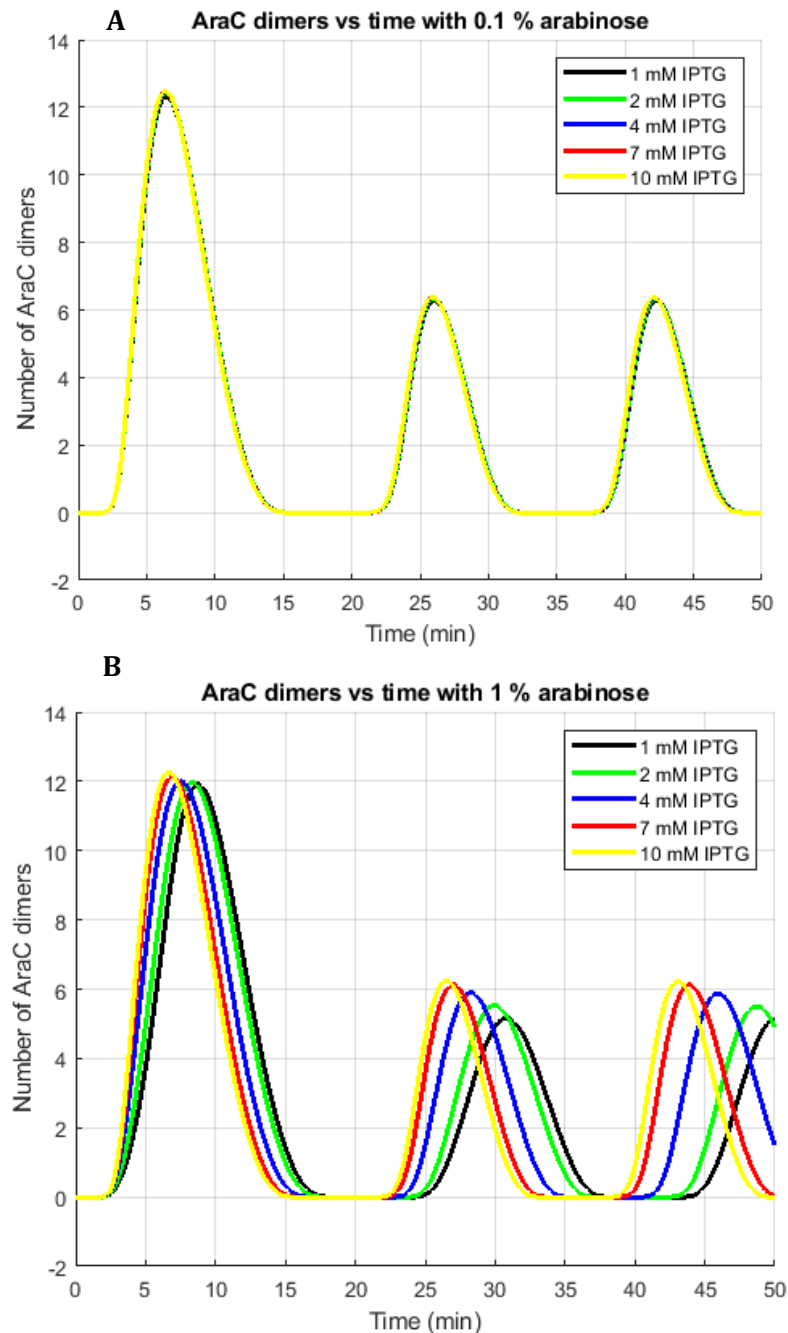 A
AraC dimers vs time with 0.1 % arabinose
14
12
10
8
6
4
2
0
-2
Number of AraC dimers
1 mM IPTG
2 mM IPTG
4 mM IPTG
7 mM IPTG
10 mM IPTG
0 5 10 15 20 25 30 35 40 45 50
Time (min)
B
AraC dimers vs time with 1 % arabinose
14
12
10
8
6
4
2
0
-2
Number of AraC dimers
1 mM IPTG
2 mM IPTG
4 mM IPTG
7 mM IPTG
10 mM IPTG
0 5 10 15 20 25 30 35 40 45 50
Time (min)